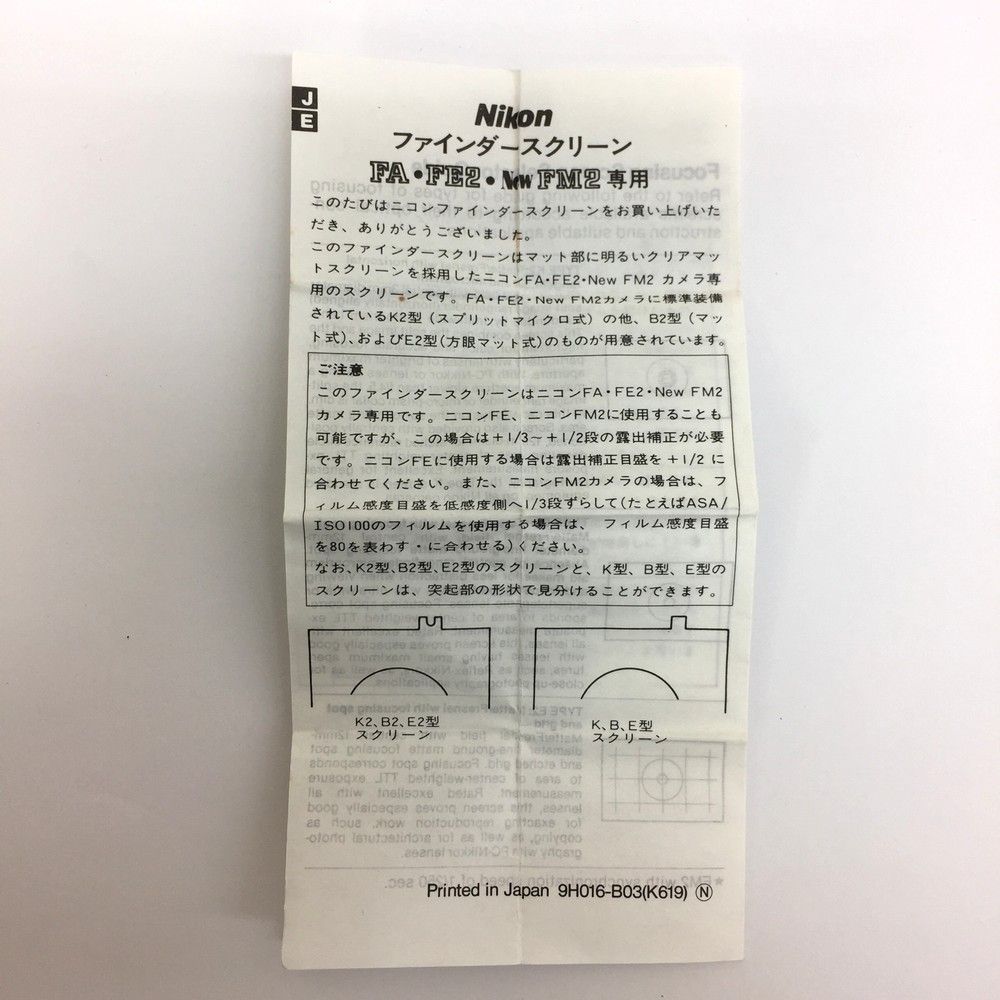 J
E
Nikon
ファインダースクリーン
FA・FE2・New FM2 専用
このたびはニコンファインダースクリーンをお買い上げいた
だき、ありがとうございました。
このファインダースクリーンはマット部に明るいクリアマッ
トスクリーンを採用したニコンFA・FE2・New FM2 カメラ専
用のスクリーンです。FA・FE2・New FM2カメラに標準装備
されているK2型（スプリットマイクロ式）の他、B2型（マッ
ト式）、およびE2型（方眼マット式）のものが用意されています。
ご注意
このファインダースクリーンはニコンFA・FE2・New FM2
カメラ専用です。ニコンFE、ニコンFM2に使用することも
可能ですが、この場合は＋1/3〜＋1/2段の露出補正が必要
です。ニコンFEに使用する場合は露出補正目盛を＋1/2 に
合わせてください。また、ニコンFM2カメラの場合は、フ
ィルム感度目盛を低感度側へ1/3段ずらして（たとえばASA/
ISO100のフィルムを使用する場合は、フィルム感度目盛
を80を表わす・に合わせる）ください。
なお、K2型、B2型、E2型のスクリーンと、K型、B型、E型の
スクリーンは、突起部の形状で見分けることができます。
K2、B2、E2型
スクリーン
K、B、E型
スクリーン
Printed in Japan 9H016-B03(K619) Ⓝ